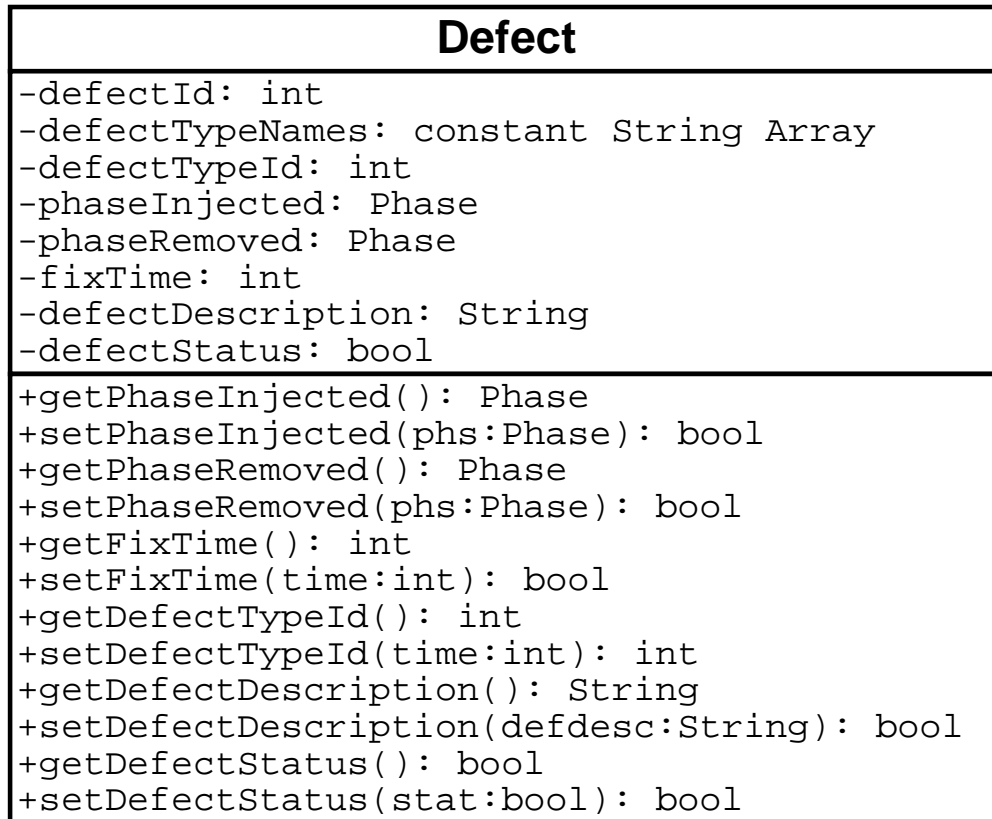 Defect
-defectId: int
-defectTypeNames: constant String Array
-defectTypeId: int
-phaseInjected: Phase
-phaseRemoved: Phase
-fixTime: int
-defectDescription: String
-defectStatus: bool
+getPhaseInjected(): Phase
+setPhaseInjected(phs:Phase): bool
+getPhaseRemoved(): Phase
+setPhaseRemoved(phs:Phase): bool
+getFixTime(): int
+setFixTime(time:int): bool
+getDefectTypeId(): int
+setDefectTypeId(time:int): int
+getDefectDescription(): String
+setDefectDescription(defdesc:String): bool
+getDefectStatus(): bool
+setDefectStatus(stat:bool): bool